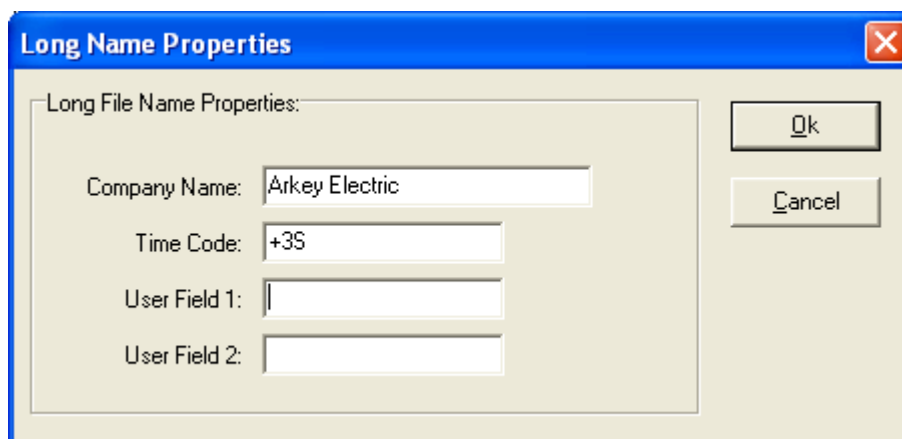 Long Name Properties
Long File Name Properties:
Ok
Company Name: Arkey Electric
Cancel
Time Code: +3S
User Field 1:
User Field 2: